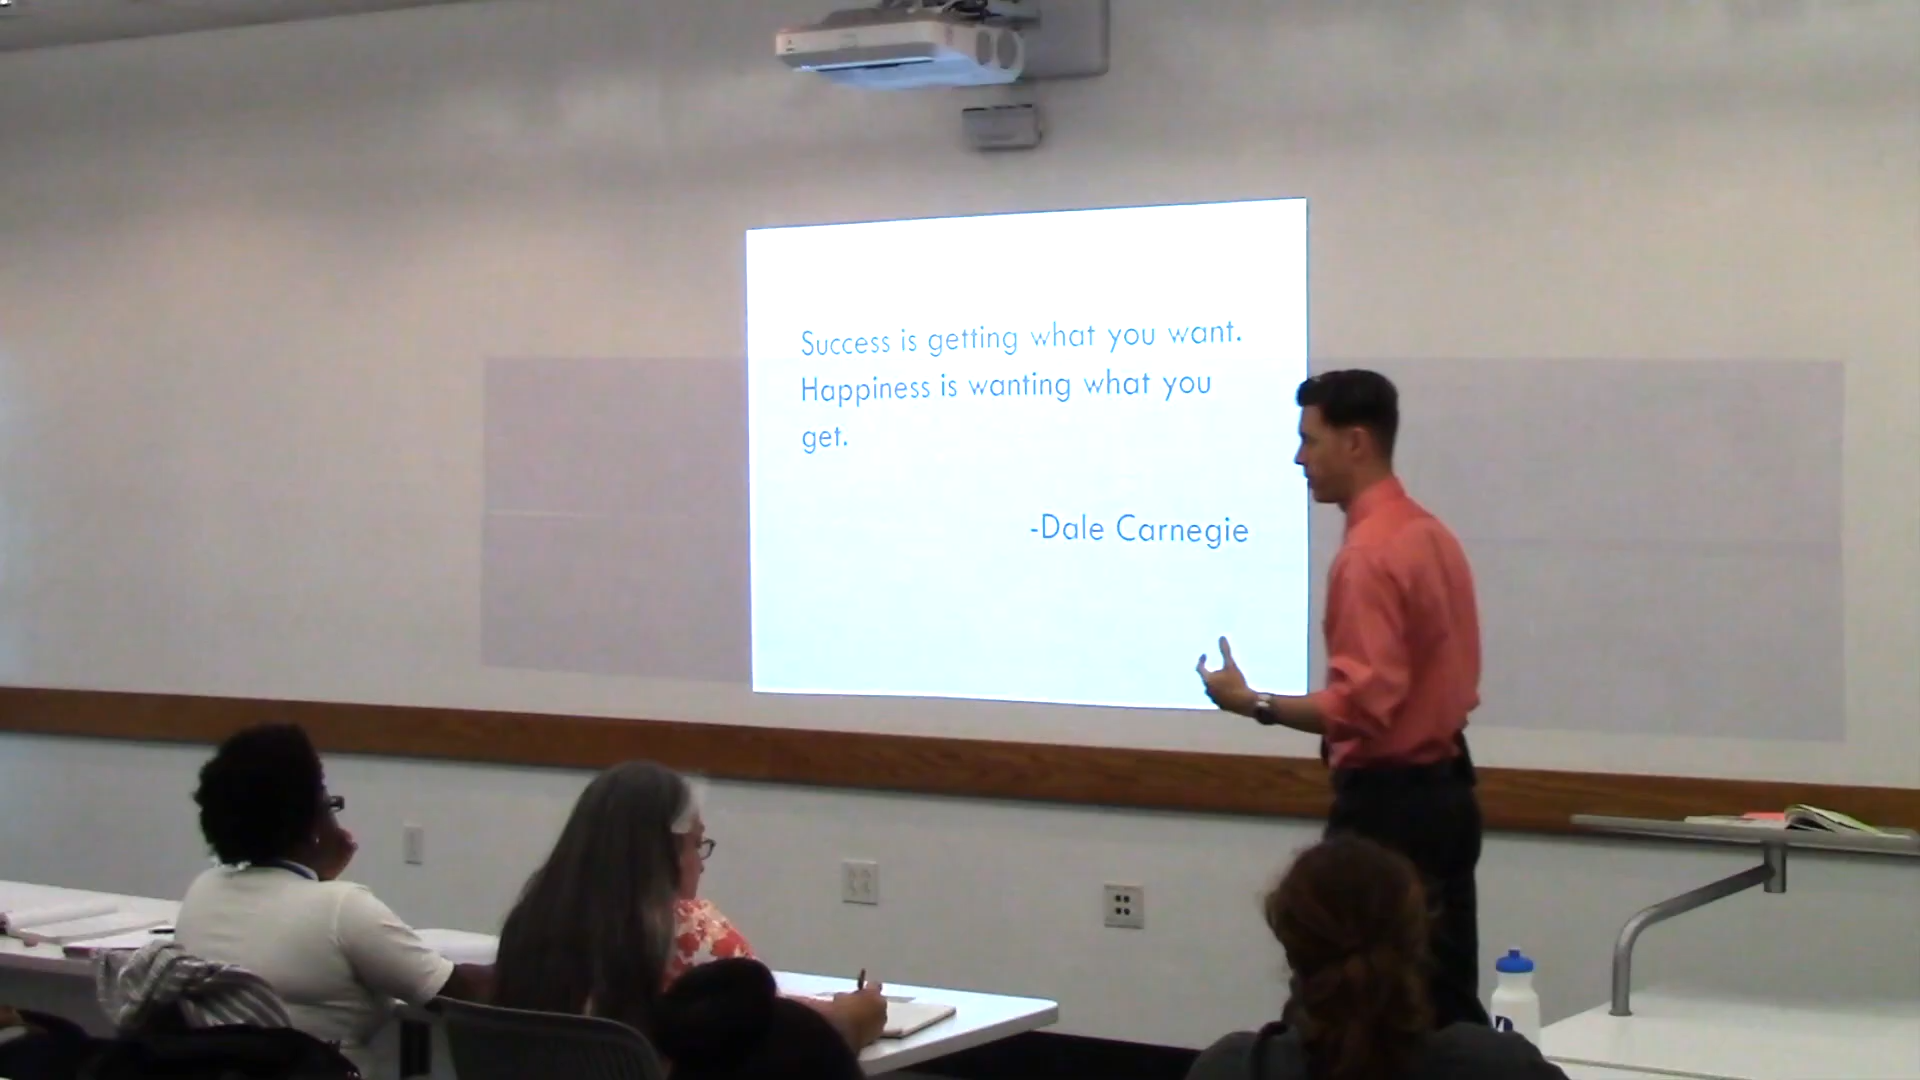 Success is getting what you want.
Happiness is wanting what you
get.
-Dale Carnegie